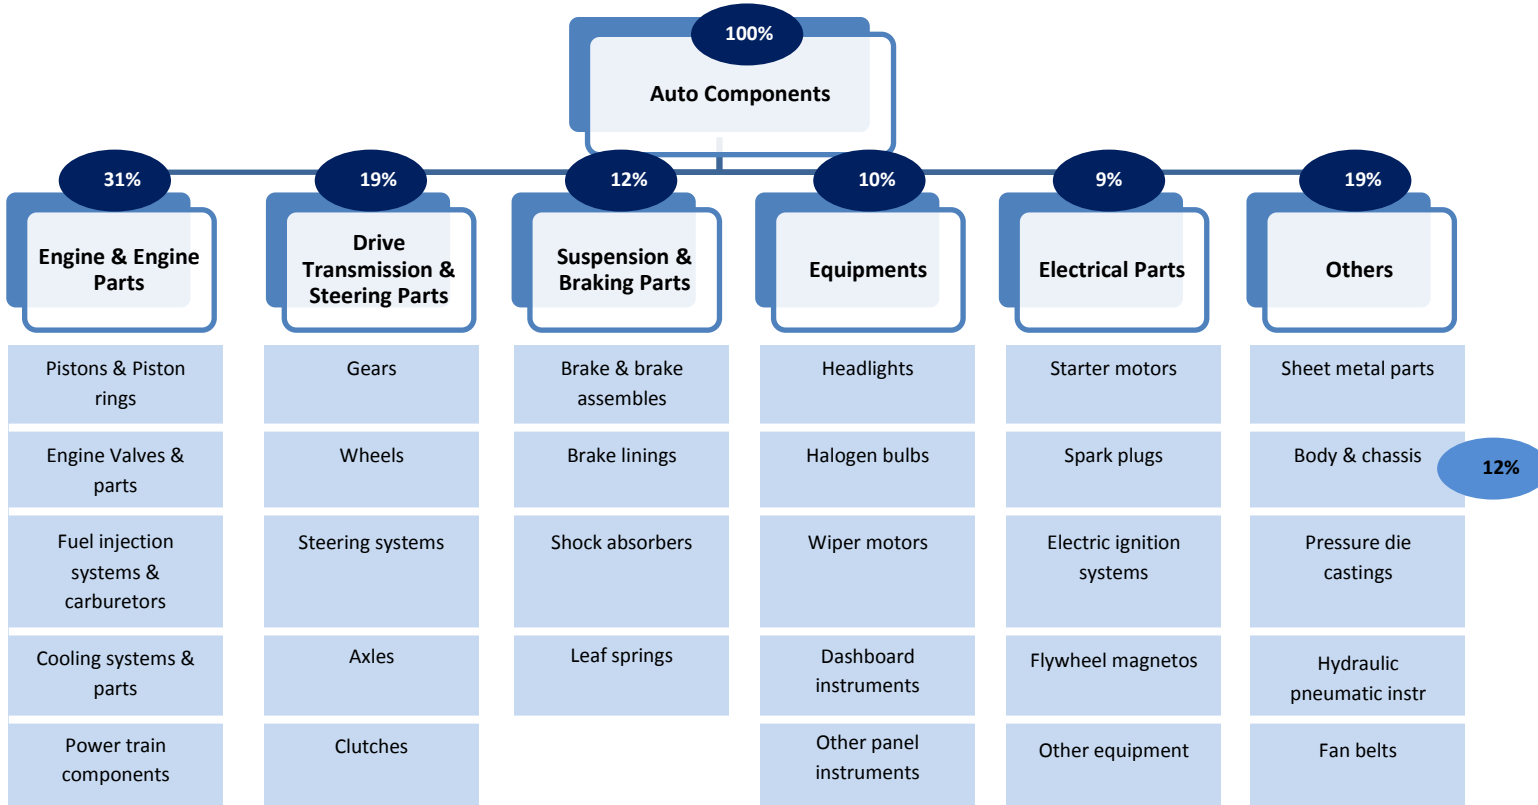 100%
Auto Components
31%
19%
12%
10%
9%
19%
Engine & Engine
Parts
Drive
Transmission &
Steering Parts
Suspension &
Braking Parts
Equipments
Electrical Parts
Others
Pistons & Piston
rings
Gears
Brake & brake
assembles
Headlights
Starter motors
Sheet metal parts
Engine Valves &
parts
Wheels
Brake linings
Halogen bulbs
Spark plugs
Body & chassis
12%
Fuel injection
systems &
carburetors
Steering systems
Shock absorbers
Wiper motors
Electric ignition
systems
Pressure die
castings
Cooling systems &
parts
Axles
Leaf springs
Dashboard
instruments
Flywheel magnetos
Hydraulic
pneumatic instr
Power train
components
Clutches
Other panel
instruments
Other equipment
Fan belts